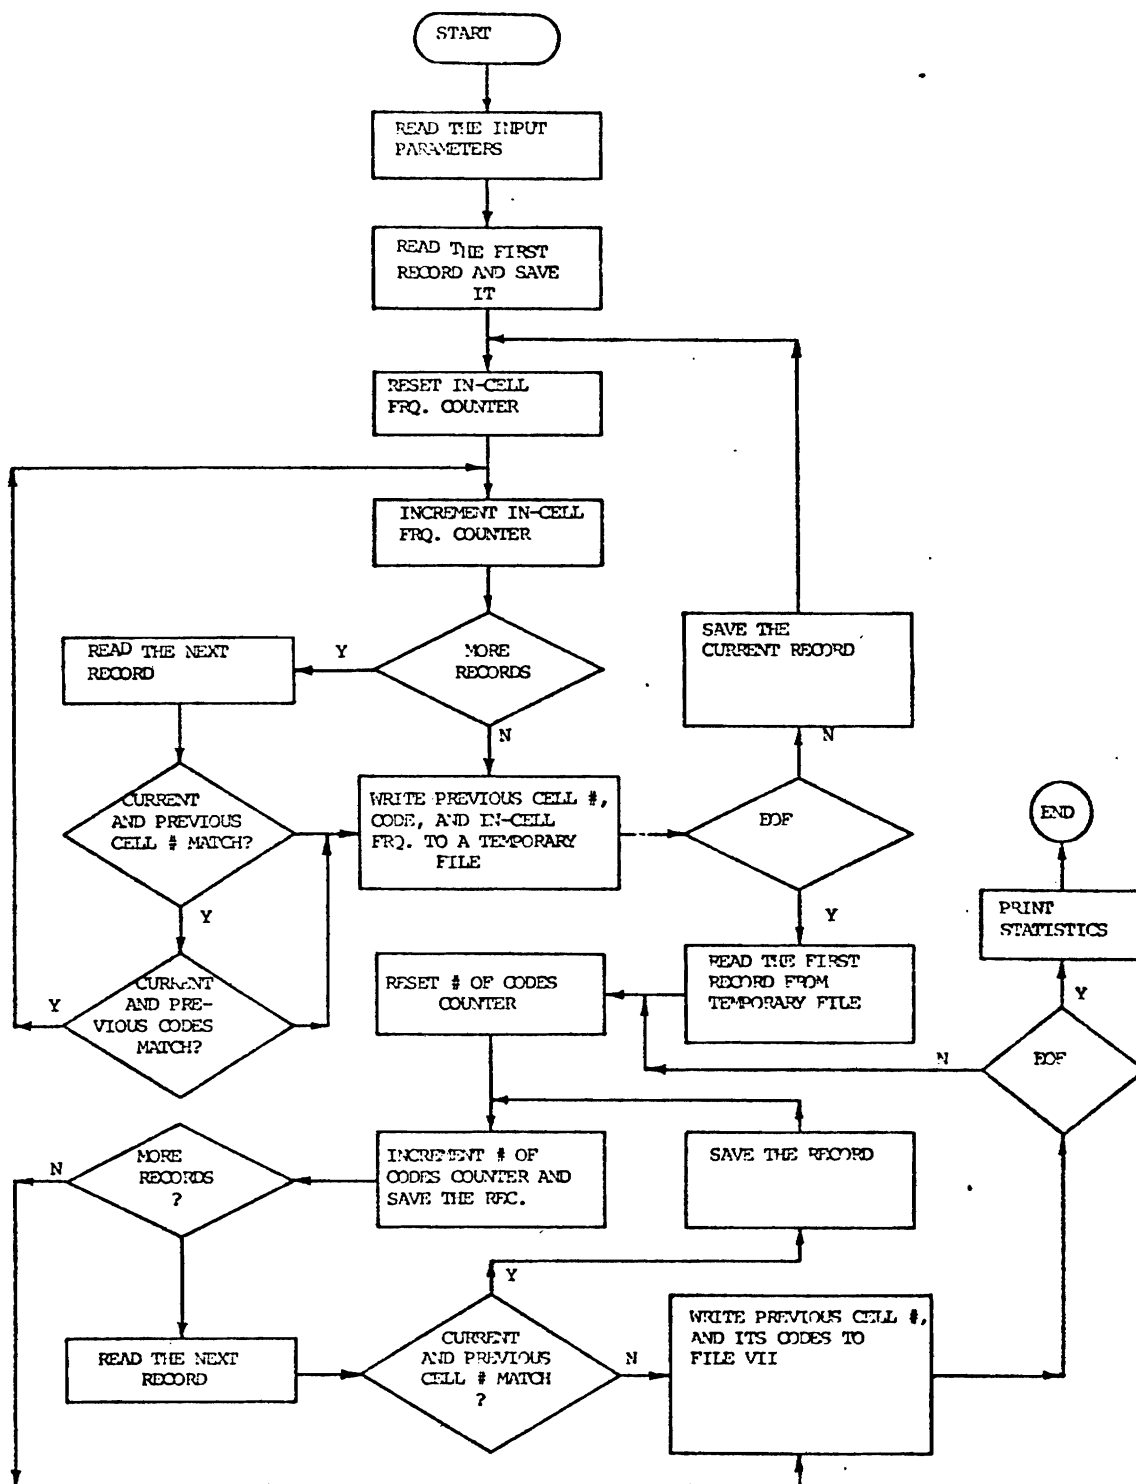 START
READ THE INPUT
PARAMETERS
READ THE FIRST
RECORD AND SAVE
IT
RESET IN-CELL
FRQ. COUNTER
INCREMENT IN-CELL
FRQ. COUNTER
MORE
RECORDS
Y
N
READ THE NEXT
RECORD
SAVE THE
CURRENT RECORD
N
CURRENT
AND PREVIOUS
CELL # MATCH?
Y
WRITE PREVIOUS CELL #,
CODE, AND IN-CELL
FRQ. TO A TEMPORARY
FILE
EOF
Y
END
PRINT
STATISTICS
Y
CURRENT
AND PRE-
VIOUS CODES
MATCH?
Y
RESET # OF CODES
COUNTER
READ THE FIRST
RECORD FROM
TEMPORARY FILE
EOF
N
MORE
RECORDS
?
N
INCREMENT # OF
CODES COUNTER AND
SAVE THE REC.
SAVE THE RECORD
READ THE NEXT
RECORD
CURRENT
AND PREVIOUS
CELL # MATCH
?
Y
N
WRITE PREVIOUS CELL #,
AND ITS CODES TO
FILE VII